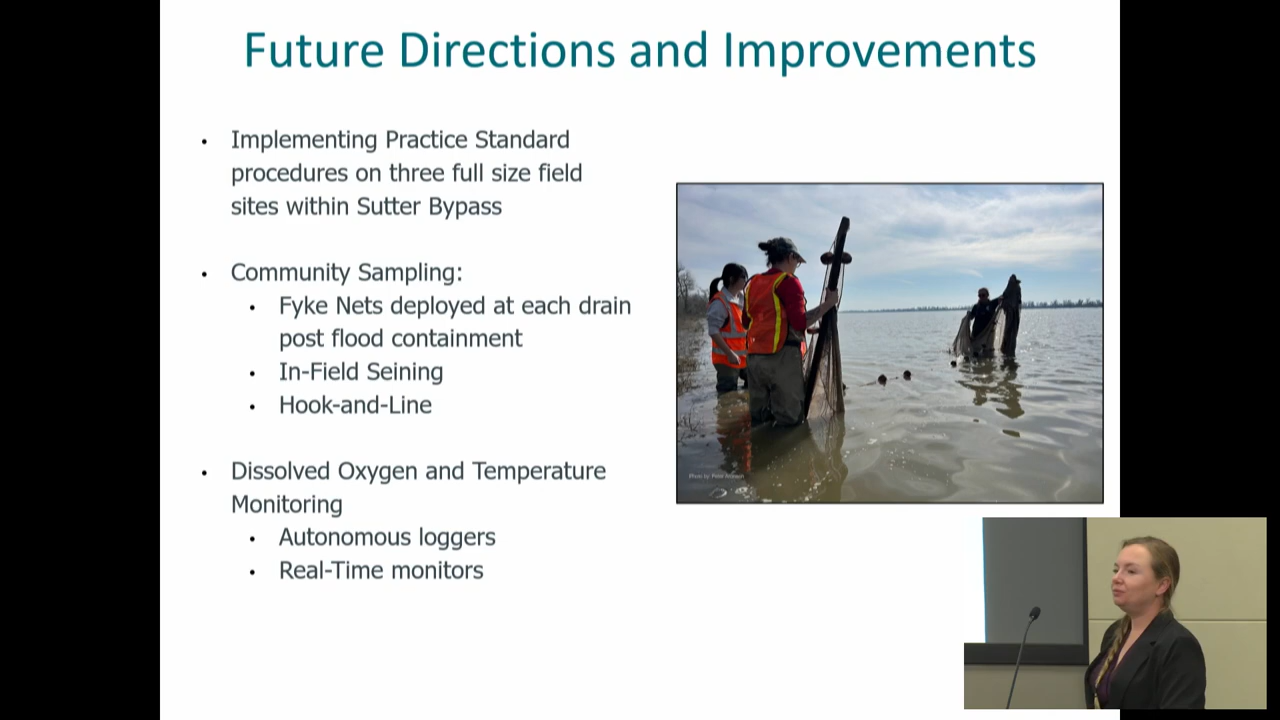 Future Directions and Improvements
• Implementing Practice Standard
procedures on three full size field
sites within Sutter Bypass
• Community Sampling:
• Fyke Nets deployed at each drain
post flood containment
• In-Field Seining
• Hook-and-Line
• Dissolved Oxygen and Temperature
Monitoring
• Autonomous loggers
• Real-Time monitors
Photo by: